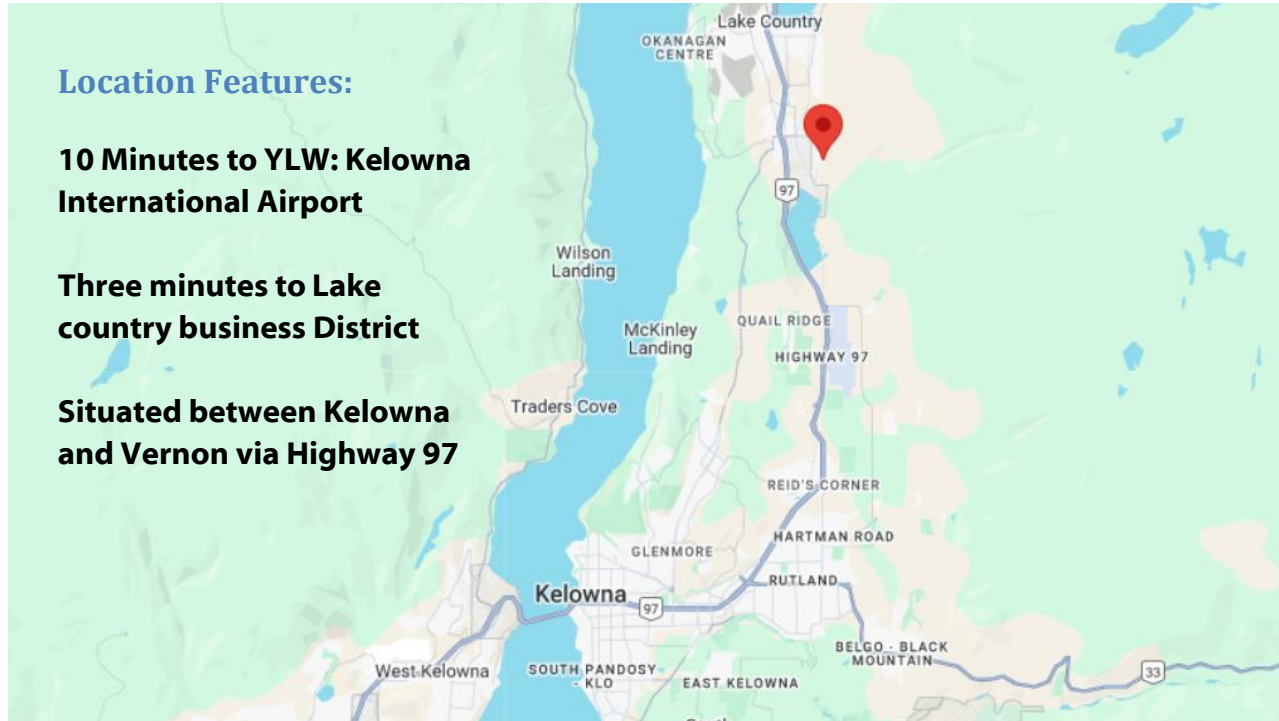 Location Features:
10 Minutes to YLW: Kelowna
International Airport
Three minutes to Lake
country business District
Situated between Kelowna
and Vernon via Highway 97
Lake Country
OKANAGAN
CENTRE
97
Wilson
Landing
McKinley
Landing
QUAIL RIDGE
HIGHWAY 97
Traders Cove
REID'S CORNER
HARTMAN ROAD
GLENMORE
RUTLAND
Kelowna
97
BELGO - BLACK
MOUNTAIN
West Kelowna
SOUTH PANDOSY
- KLO
EAST KELOWNA
33